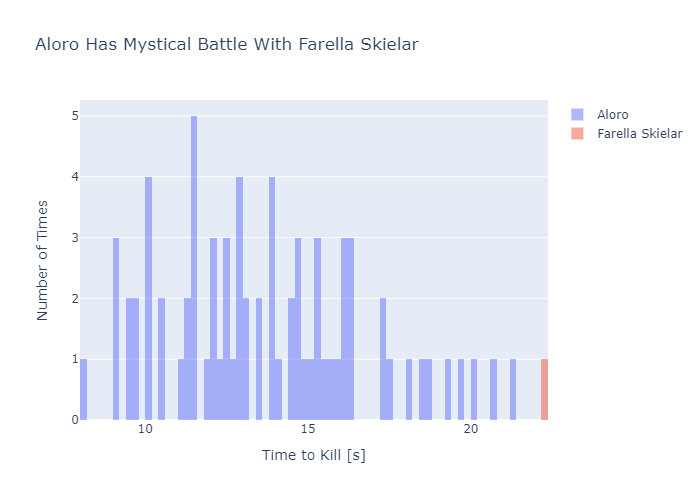 Aloro Has Mystical Battle With Farella Skielar
Aloro
Farella Skielar
Number of Times
5
4
3
2
1
0
10
15
20
Time to Kill [s]